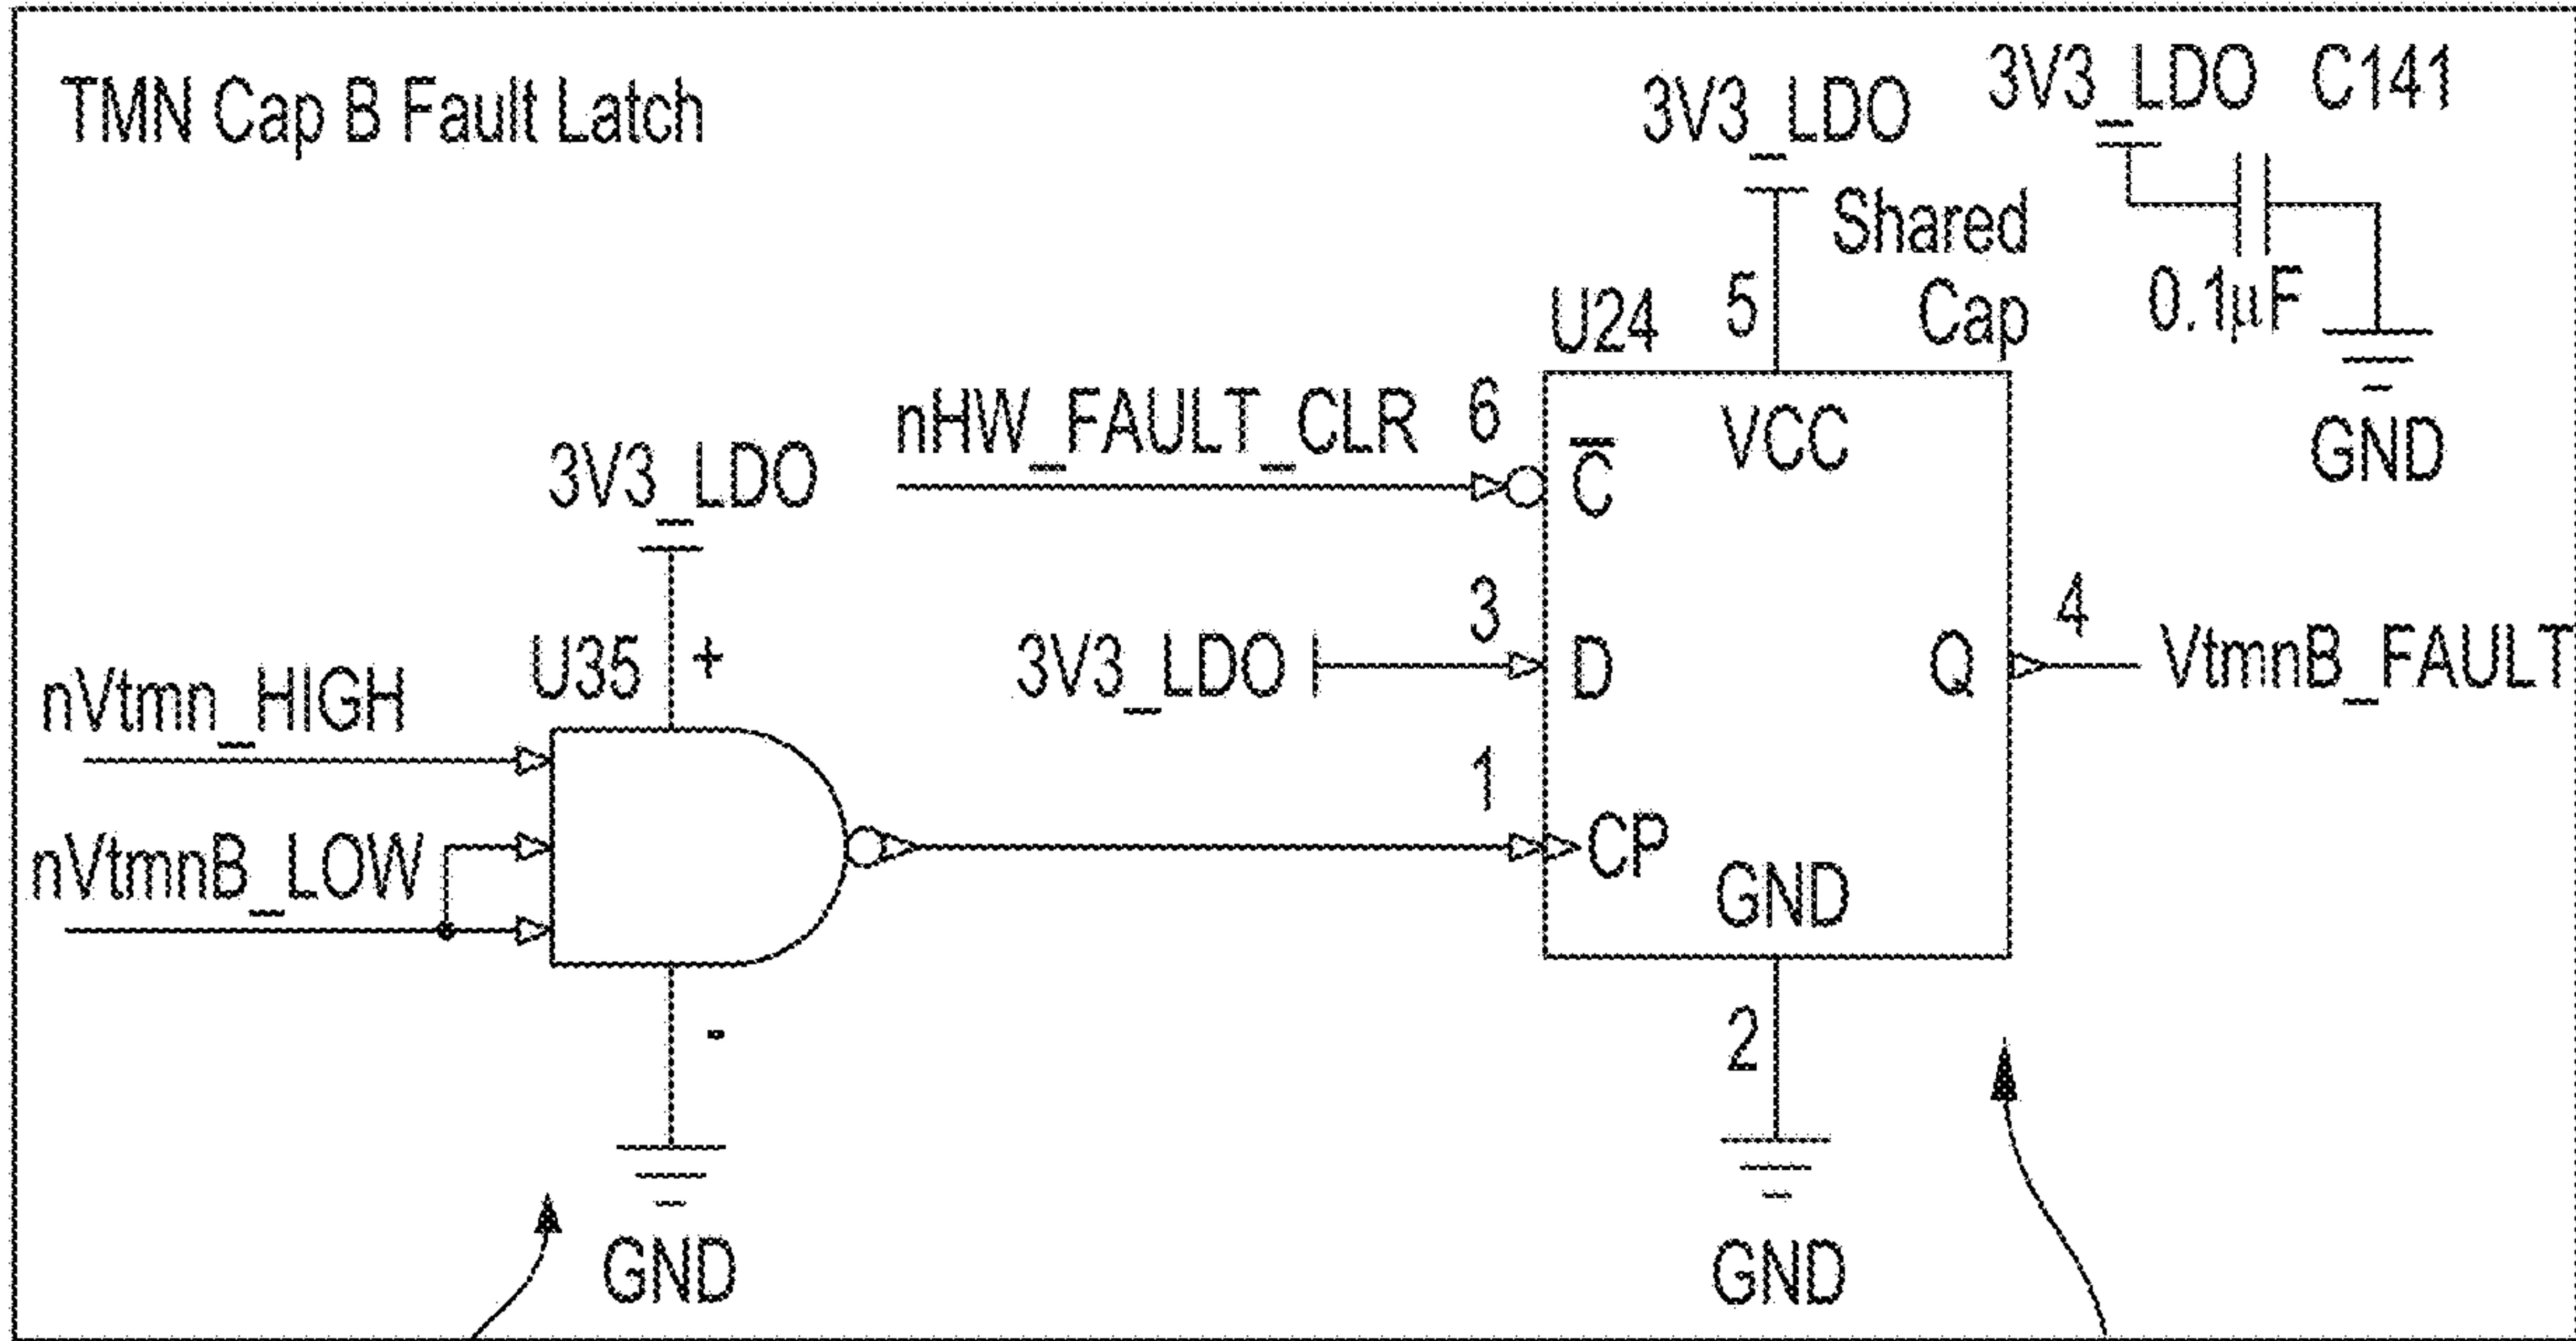 TMN Cap B Fault Latch
3V3_LDO C141
3V3_LDO
Shared
Cap
0.1µF
GND
U24
5
nHW_FAULT_CLR
6
C̅
VCC
3V3_LDO
U35
+
nVtmn_HIGH
nVtmnB_LOW
-
GND
3V3_LDO
3
D
Q
4
VtmnB_FAULT
1
CP
GND
2
GND